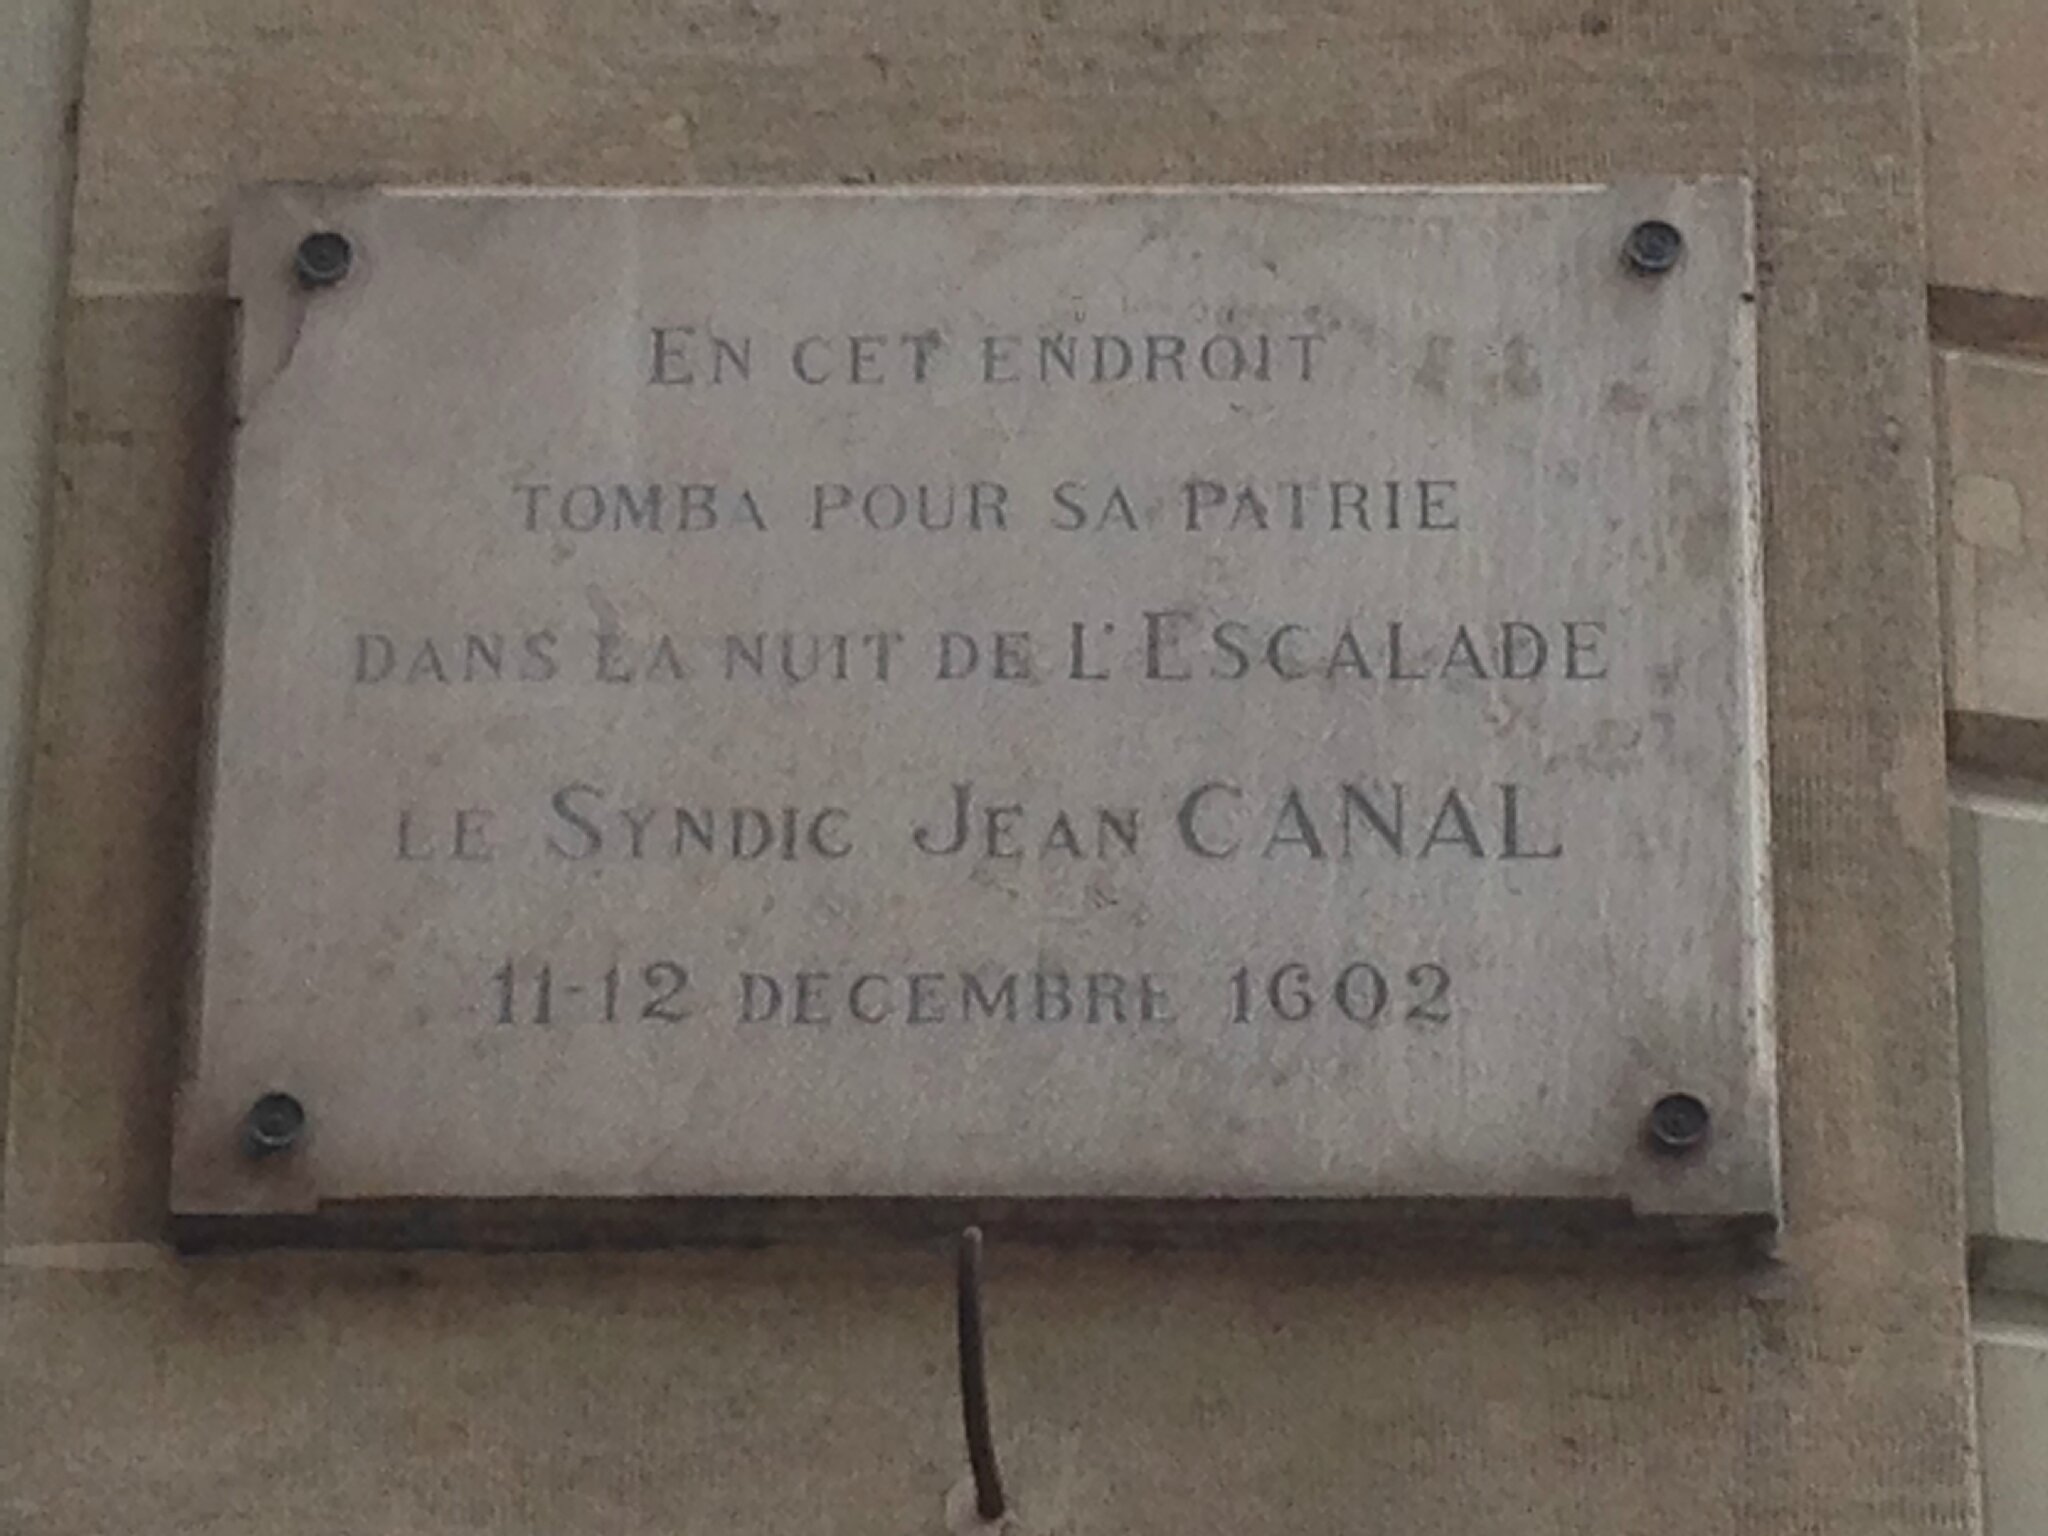 En cet endroit
tomba pour sa patrie
dans la nuit de l'Escalade
le Syndic Jean CANAL
11-12 decembre 1602